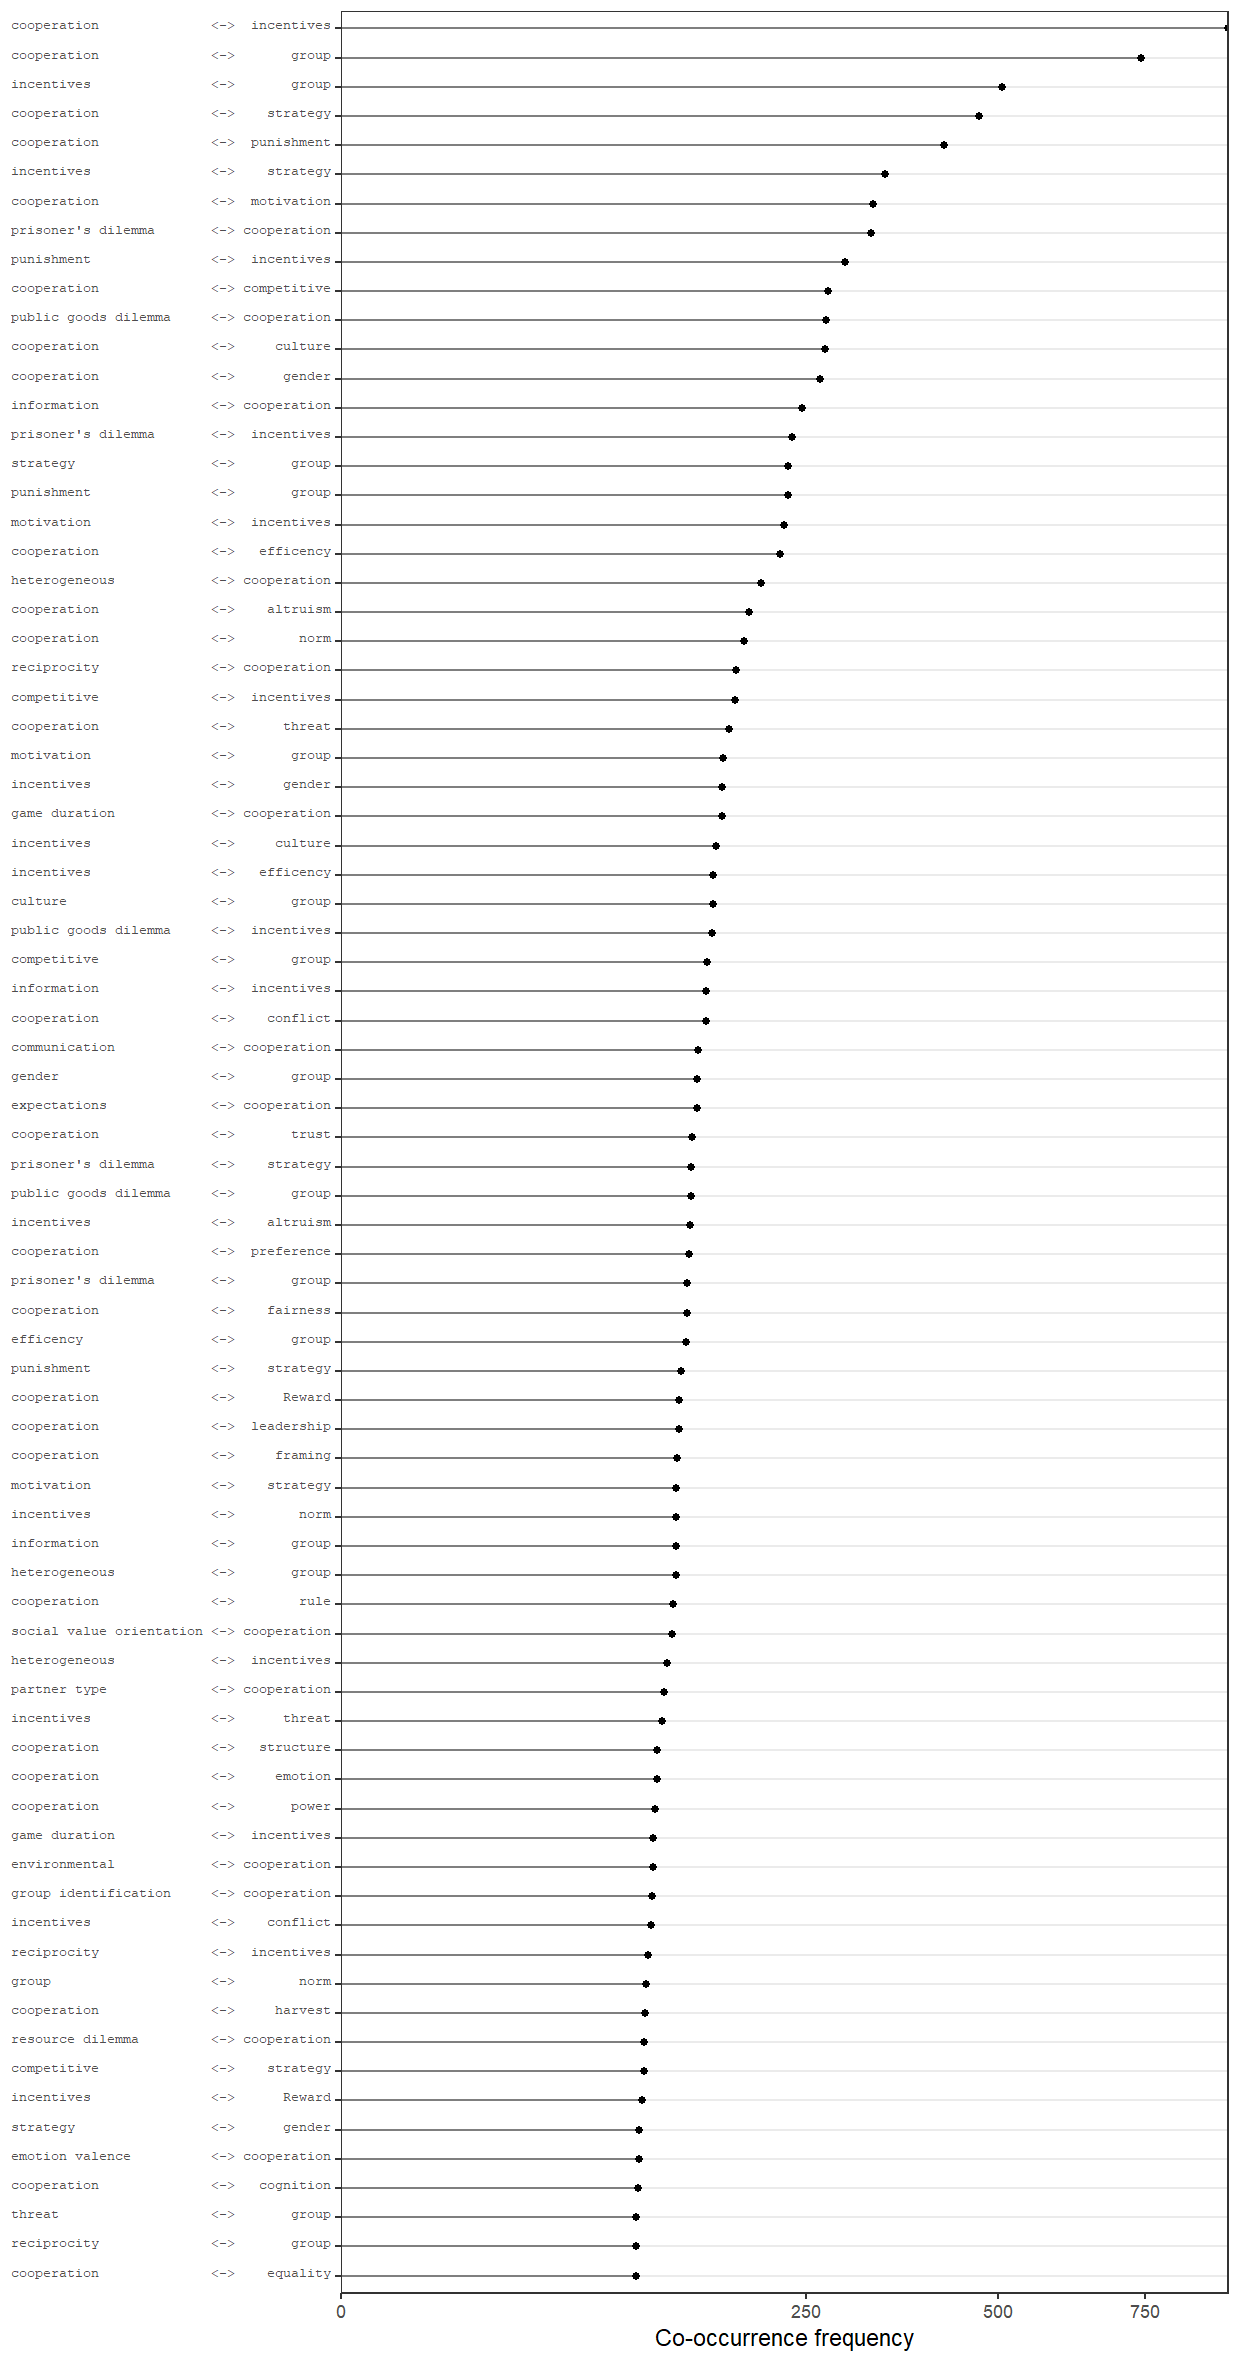 cooperation <-> incentives
cooperation <-> group
incentives <-> group
cooperation <-> strategy
cooperation <-> punishment
incentives <-> strategy
cooperation <-> motivation
prisoner's dilemma <-> cooperation
punishment <-> incentives
cooperation <-> competitive
public goods dilemma <-> cooperation
cooperation <-> culture
cooperation <-> gender
information <-> cooperation
prisoner's dilemma <-> incentives
strategy <-> group
punishment <-> group
motivation <-> incentives
cooperation <-> efficency
heterogeneous <-> cooperation
cooperation <-> altruism
cooperation <-> norm
reciprocity <-> cooperation
competitive <-> incentives
cooperation <-> threat
motivation <-> group
incentives <-> gender
game duration <-> cooperation
incentives <-> culture
incentives <-> efficency
culture <-> group
public goods dilemma <-> incentives
competitive <-> group
information <-> incentives
cooperation <-> conflict
communication <-> cooperation
gender <-> group
expectations <-> cooperation
cooperation <-> trust
prisoner's dilemma <-> strategy
public goods dilemma <-> group
incentives <-> altruism
cooperation <-> preference
prisoner's dilemma <-> group
cooperation <-> fairness
efficency <-> group
punishment <-> strategy
cooperation <-> Reward
cooperation <-> leadership
cooperation <-> framing
motivation <-> strategy
incentives <-> norm
information <-> group
heterogeneous <-> group
cooperation <-> rule
social value orientation <-> cooperation
heterogeneous <-> incentives
partner type <-> cooperation
incentives <-> threat
cooperation <-> structure
cooperation <-> emotion
cooperation <-> power
game duration <-> incentives
environmental <-> cooperation
group identification <-> cooperation
incentives <-> conflict
reciprocity <-> incentives
group <-> norm
cooperation <-> harvest
resource dilemma <-> cooperation
competitive <-> strategy
incentives <-> Reward
strategy <-> gender
emotion valence <-> cooperation
cooperation <-> cognition
threat <-> group
reciprocity <-> group
cooperation <-> equality
0 250 500 750
Co-occurrence frequency